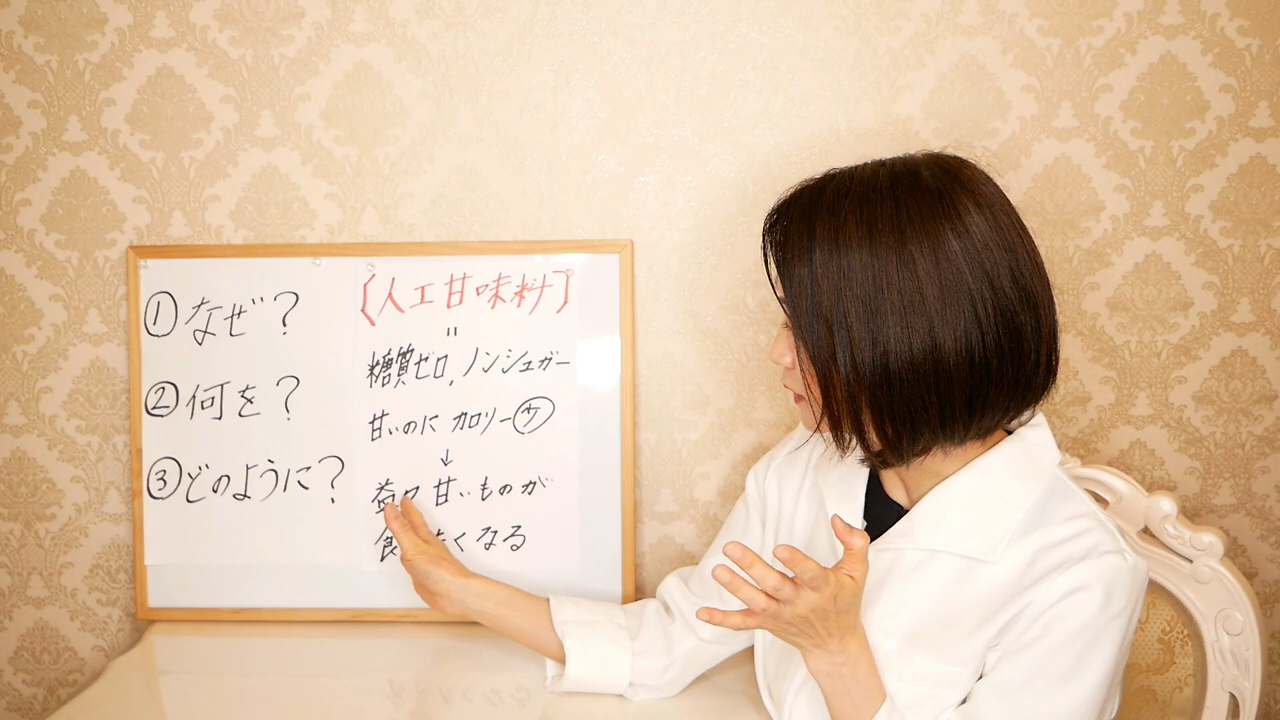 ① なぜ?
② 何を?
③ どのように?
〔人工甘味料〕
〃
糖質ゼロ、ノンシュガー
甘いのに カロリー㋚
↓
甘いものが
くなる